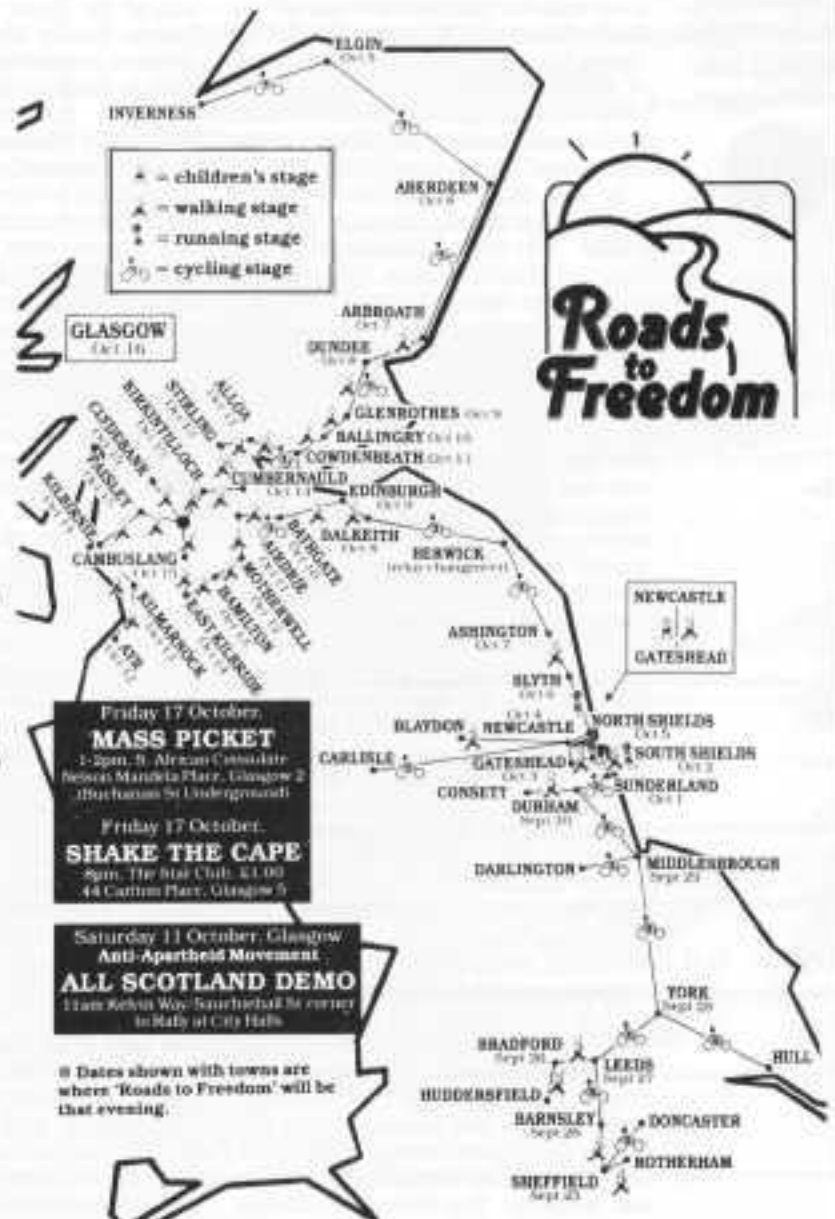 ELGIN
Oct 5
INVERNESS
= children's stage
= walking stage
= running stage
= cycling stage
ABERDEEN
Oct 6
Roads
to
Freedom
ARBROATH
Oct 7
GLASGOW
Oct 16
DUNDEE
Oct 8
ALLOA
STIRLING
KIRKINTILLOCH
CLYDEBANK
PAISLEY
KILBIRNIE
GLENROTHES Oct 9
BALLINGRY Oct 10
COWDENBEATH Oct 11
CUMBERNAULD
EDINBURGH
DALKEITH
BATHGATE
AIRDRIE
MOTHERWELL
HAMILTON
EAST KILBRIDE
CAMBUSLANG
Oct 15
KILMARNOCK
AYR
BERWICK
ASHINGTON
Oct 7
BLYTH
Oct 6
NEWCASTLE
GATESHEAD
Oct 4
BLAYDON
NEWCASTLE
NORTH SHIELDS
Oct 5
CARLISLE
GATESHEAD
Oct 3
SOUTH SHIELDS
Oct 2
SUNDERLAND
Oct 1
CONSETT
DURHAM
Sept 30
DARLINGTON
MIDDLESBROUGH
Sept 29
YORK
Sept 28
HULL
BRADFORD
LEEDS
Sept 27
HUDDERSFIELD
BARNSLEY
Sept 26
DONCASTER
ROTHERHAM
SHEFFIELD
Sept 25
Friday 17 October.
MASS PICKET
1-2pm. S. African Consulate
Nelson Mandela Place, Glasgow 2
(Buchanan St Underground)
Friday 17 October.
SHAKE THE CAPE
8pm. The Star Club. £1.00
44 Carlton Place, Glasgow 5
Saturday 11 October. Glasgow
Anti-Apartheid Movement
ALL SCOTLAND DEMO
11am Kelvin Way/Sauchiehall St corner
to Rally at City Halls
Dates shown with towns are
where 'Roads to Freedom' will be
that evening.